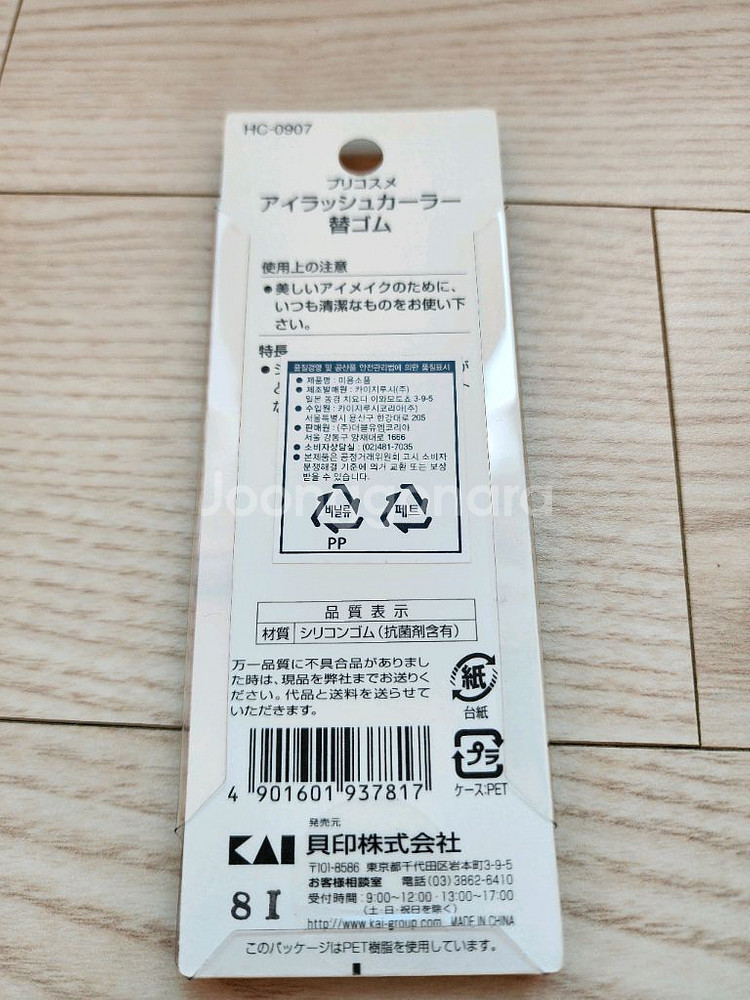 HC-0907
プリコスメ
アイラッシュカーラー
替ゴム
使用上の注意
●美しいアイメイクのために、
いつも清潔なものをお使い下
さい。
特長
●
품질경영 및 공산품 안전관리법에 의한 품질표시
● 제품명 : 미용소품
● 제조발매원 : 카이지루시(주)
일본 동경 치요다 이와모토쵸 3-9-5
● 수입원 : 카이지루시코리아(주)
서울특별시 용산구 한강대로 205
● 판매원 : (주)더블유엠코리아
서울 강동구 양재대로 1666
● 소비자상담실 : (02)481-7035
● 본제품은 공정거래위원회 고시 소비자
분쟁해결 기준에 의거 교환 또는 보상
받을 수 있습니다.
비닐류 페트
PP
Joonggonara
品質表示
材質 シリコンゴム(抗菌剤含有)
万一品質に不具合品がありまし
た時は、現品を弊社までお送りく
ださい。代品と送料を送らせて
いただきます。
紙
台紙
プラ
ケース:PET
4 901601 937817
発売元
KAI 貝印株式会社
〒101-8586 東京都千代田区岩本町3-9-5
お客様相談室 電話(03)3862-6410
受付時間:9:00~12:00・13:00~17:00
(土・日・祝日を除く)
8 I
http://www.kai-group.com MADE IN CHINA
このパッケージはPET樹脂を使用しています。